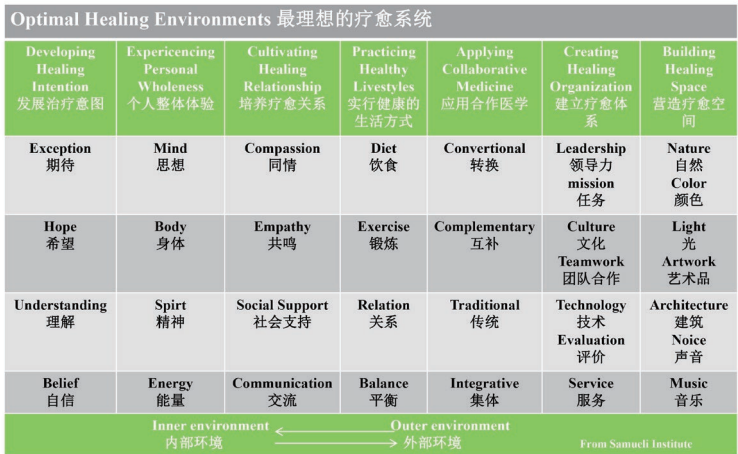 Optimal Healing Environments 最理想的疗愈系统
Developing Healing Intention 发展治疗意图
Expericencing Personal Wholeness 个人整体体验
Cultivating Healing Relationship 培养疗愈关系
Practicing Healthy Livestyles 实行健康的生活方式
Applying Collaborative Medicine 应用合作医学
Creating Healing Organization 建立疗愈体系
Building Healing Space 营造疗愈空间
Exception 期待
Mind 思想
Compassion 同情
Diet 饮食
Convertional 转换
Leadership 领导力 mission 任务
Nature 自然 Color 颜色
Hope 希望
Body 身体
Empathy 共鸣
Exercise 锻炼
Complementary 互补
Culture 文化 Teamwork 团队合作
Light 光 Artwork 艺术品
Understanding 理解
Spirt 精神
Social Support 社会支持
Relation 关系
Traditional 传统
Technology 技术 Evaluation 评价
Architecture 建筑 Noice 声音
Belief 自信
Energy 能量
Communication 交流
Balance 平衡
Integrative 集体
Service 服务
Music 音乐
Inner environment Outer environment
内部环境 外部环境 From Samueli Institute